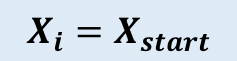 X_i = X_start